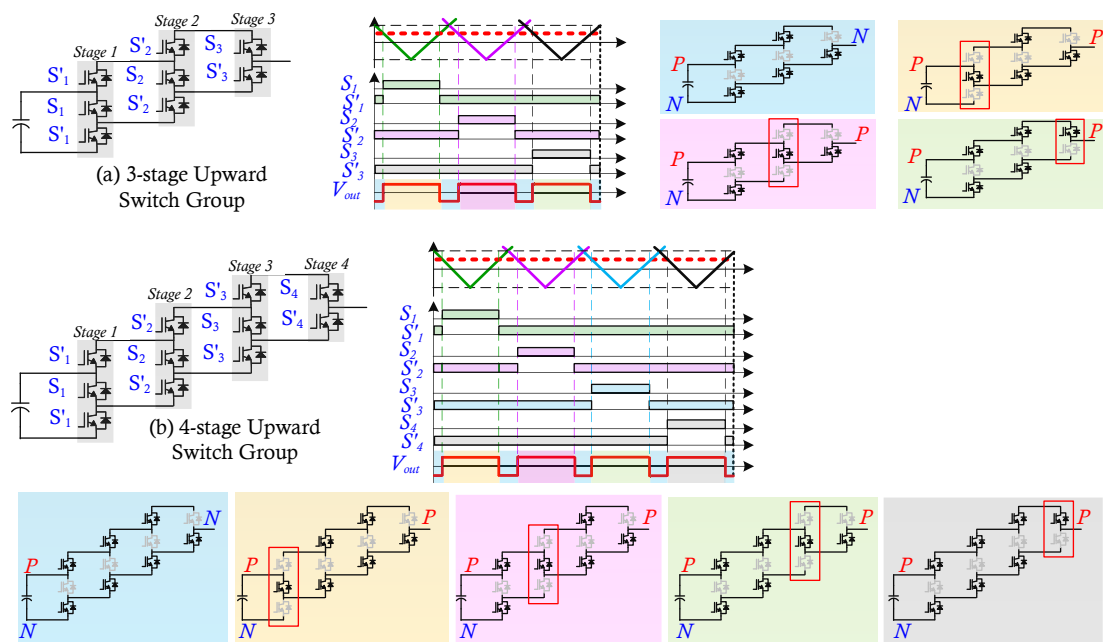 Stage 1
Stage 2
Stage 3
S'1
S1
S'1
S'2
S2
S'2
S3
S'3
(a) 3-stage Upward
Switch Group
S1
S'1
S2
S'2
S3
S'3
Vout
P
N
N
P
N
P
P
N
P
P
N
P
Stage 1
Stage 2
Stage 3
Stage 4
S'1
S1
S'1
S'2
S2
S'2
S'3
S3
S'3
S4
S'4
(b) 4-stage Upward
Switch Group
S1
S'1
S2
S'2
S3
S'3
S4
S'4
Vout
P
N
N
P
N
P
P
N
P
P
N
P
P
N
P